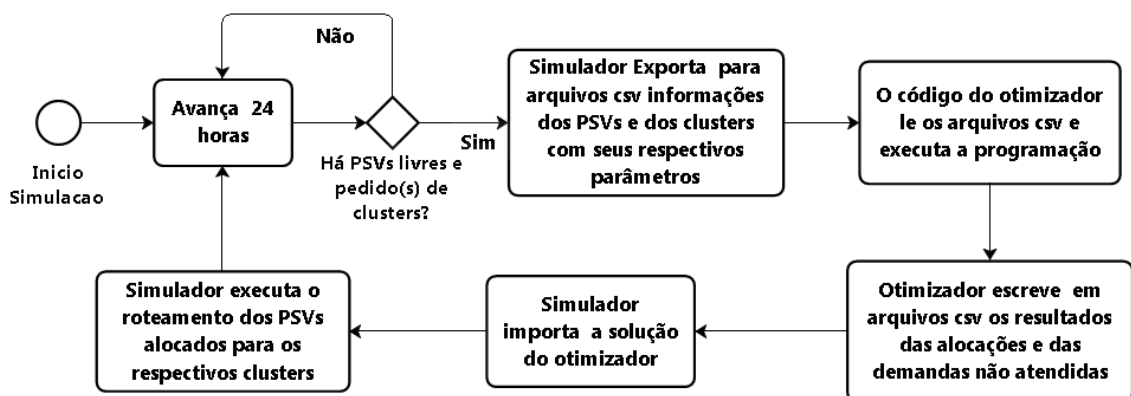 Não
Inicio
Simulacao
Avança 24
horas
Há PSVs livres e
pedido(s) de
clusters?
Sim
Simulador Exporta para
arquivos csv informações
dos PSVs e dos clusters
com seus respectivos
parâmetros
O código do otimizador
le os arquivos csv e
executa a programação
Otimizador escreve em
arquivos csv os resultados
das alocações e das
demandas não atendidas
Simulador
importa a solução
do otimizador
Simulador executa o
roteamento dos PSVs
alocados para os
respectivos clusters